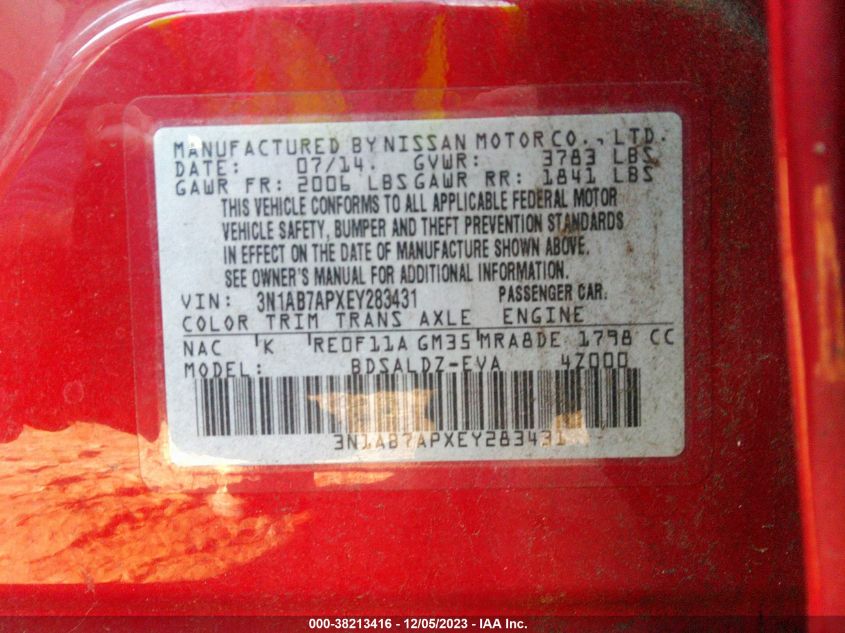 MANUFACTURED BY NISSAN MOTOR CO., LTD.
DATE: 07/14. GVWR: 3783 LBS
GAWR FR: 2006 LBS GAWR RR: 1841 LBS
THIS VEHICLE CONFORMS TO ALL APPLICABLE FEDERAL MOTOR
VEHICLE SAFETY, BUMPER AND THEFT PREVENTION STANDARDS
IN EFFECT ON THE DATE OF MANUFACTURE SHOWN ABOVE.
SEE OWNER'S MANUAL FOR ADDITIONAL INFORMATION.
VIN: 3N1AB7APXEY283431 PASSENGER CAR.
COLOR TRIM TRANS AXLE ENGINE
NAC K RE0F11A GM35 MRA8DE 1798 CC
MODEL: BDSALDZ-EVA 4Z000
3N1AB7APXEY283431
000-38213416 - 12/05/2023 - IAA Inc.